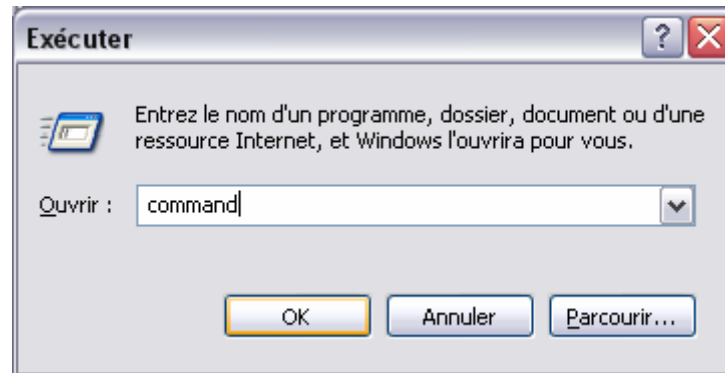 Exécuter
Entrez le nom d'un programme, dossier, document ou d'une
ressource Internet, et Windows l'ouvrira pour vous.
Ouvrir : command
OK Annuler Parcourir...